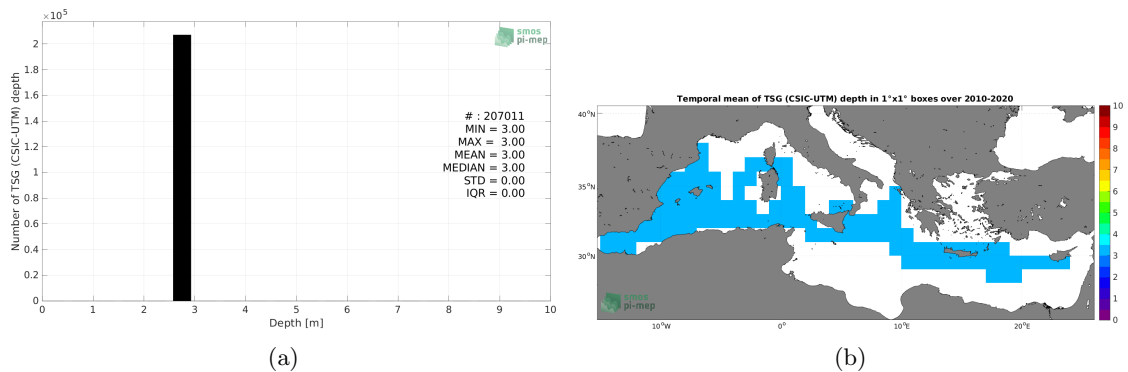 ×10⁵
2
1.8
1.6
1.4
1.2
1
0.8
0.6
0.4
0.2
0
Number of TSG (CSIC-UTM) depth
smos
pi-mep
# : 207011
MIN = 3.00
MAX = 3.00
MEAN = 3.00
MEDIAN = 3.00
STD = 0.00
IQR = 0.00
0 1 2 3 4 5 6 7 8 9 10
Depth [m]
(a)
Temporal mean of TSG (CSIC-UTM) depth in 1°x1° boxes over 2010-2020
40°N
35°N
30°N
10°W 0° 10°E 20°E
smos
pi-mep
10
9
8
7
6
5
4
3
2
1
0
(b)